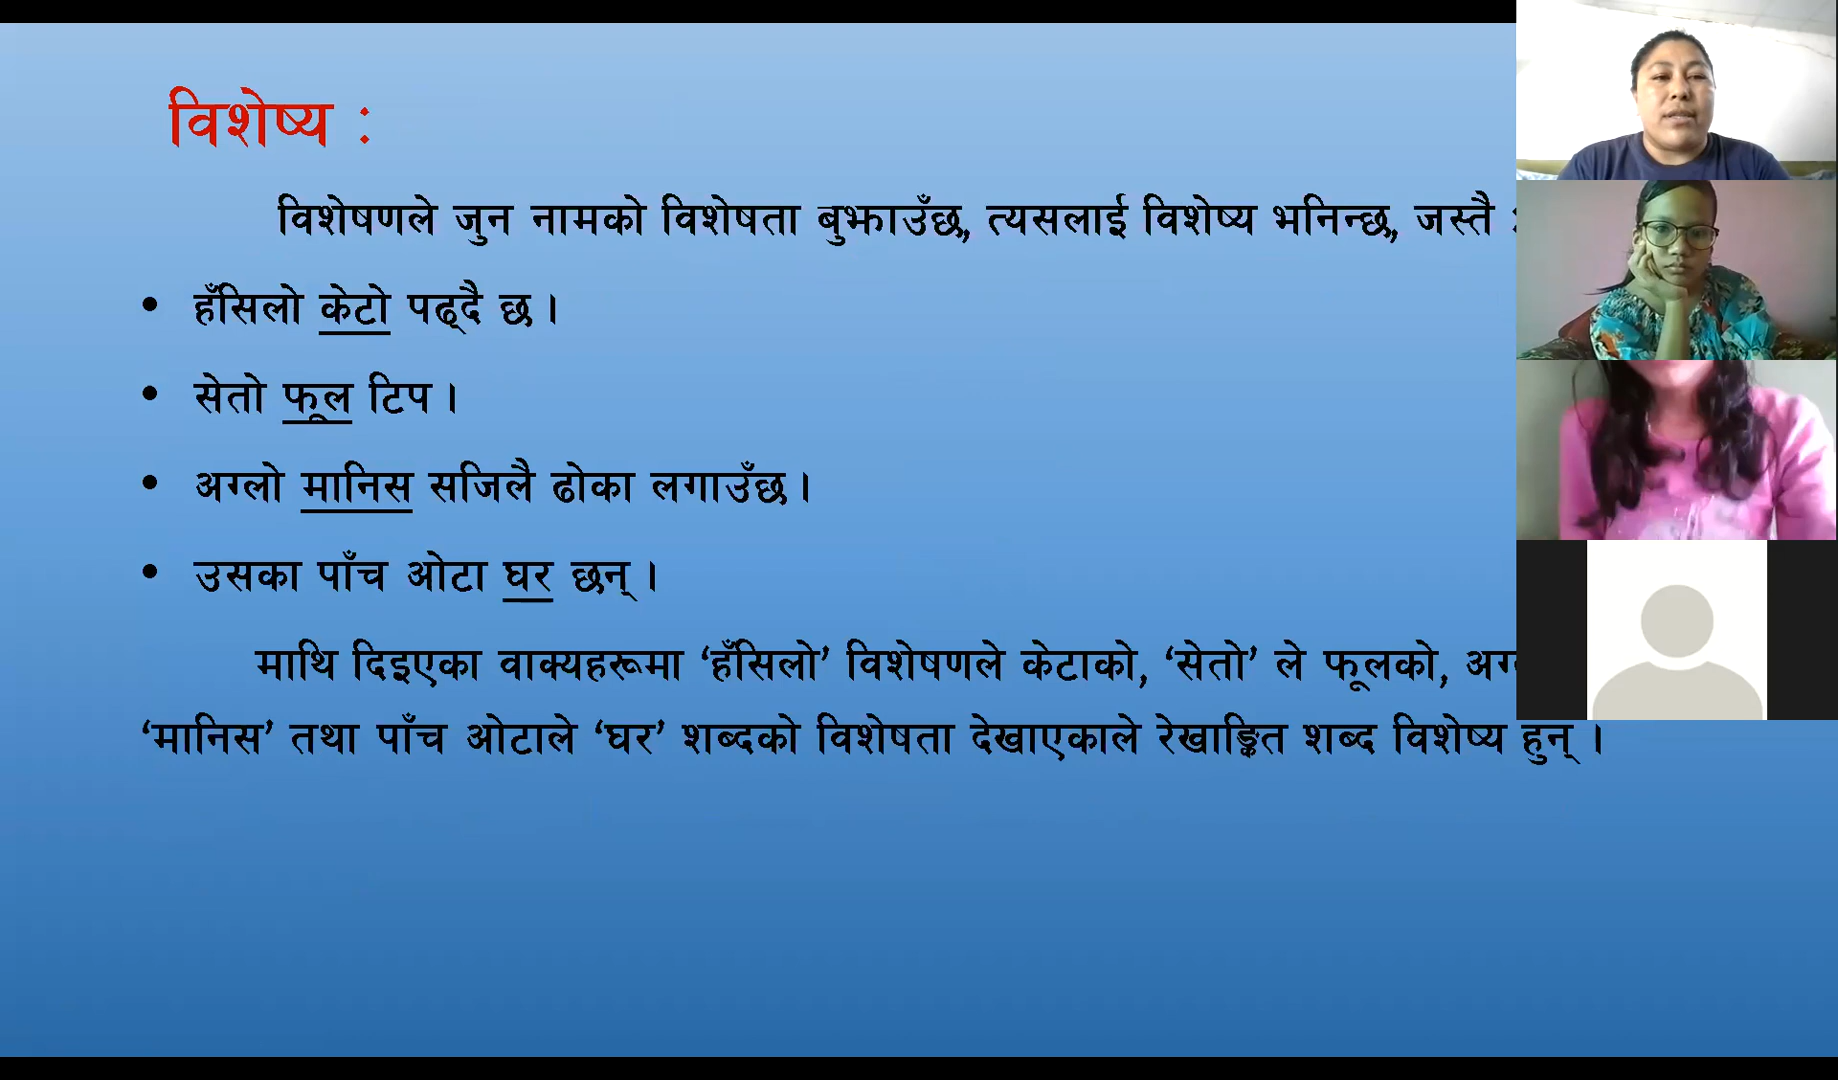 विशेष्य :
विशेषणले जुन नामको विशेषता बुझाउँछ, त्यसलाई विशेष्य भनिन्छ, जस्तै
• हँसिलो केटो पढ्दै छ ।
• सेतो फूल टिप ।
• अग्लो मानिस सजिलै ढोका लगाउँछ ।
• उसका पाँच ओटा घर छन् ।
माथि दिइएका वाक्यहरूमा ‘हँसिलो’ विशेषणले केटाको, ‘सेतो’ ले फूलको,
‘मानिस’ तथा पाँच ओटाले ‘घर’ शब्दको विशेषता देखाएकाले रेखाङ्कित शब्द विशेष्य हुन् ।